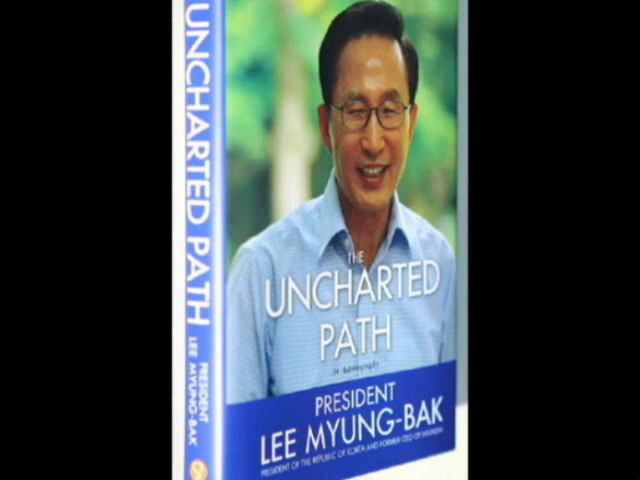 UNCHARTED PATH
PRESIDENT
LEE MYUNG-BAK
THE
UNCHARTED
PATH
An Autobiography
PRESIDENT
LEE MYUNG-BAK
PRESIDENT OF THE REPUBLIC OF KOREA AND FORMER CEO OF HYUNDAI